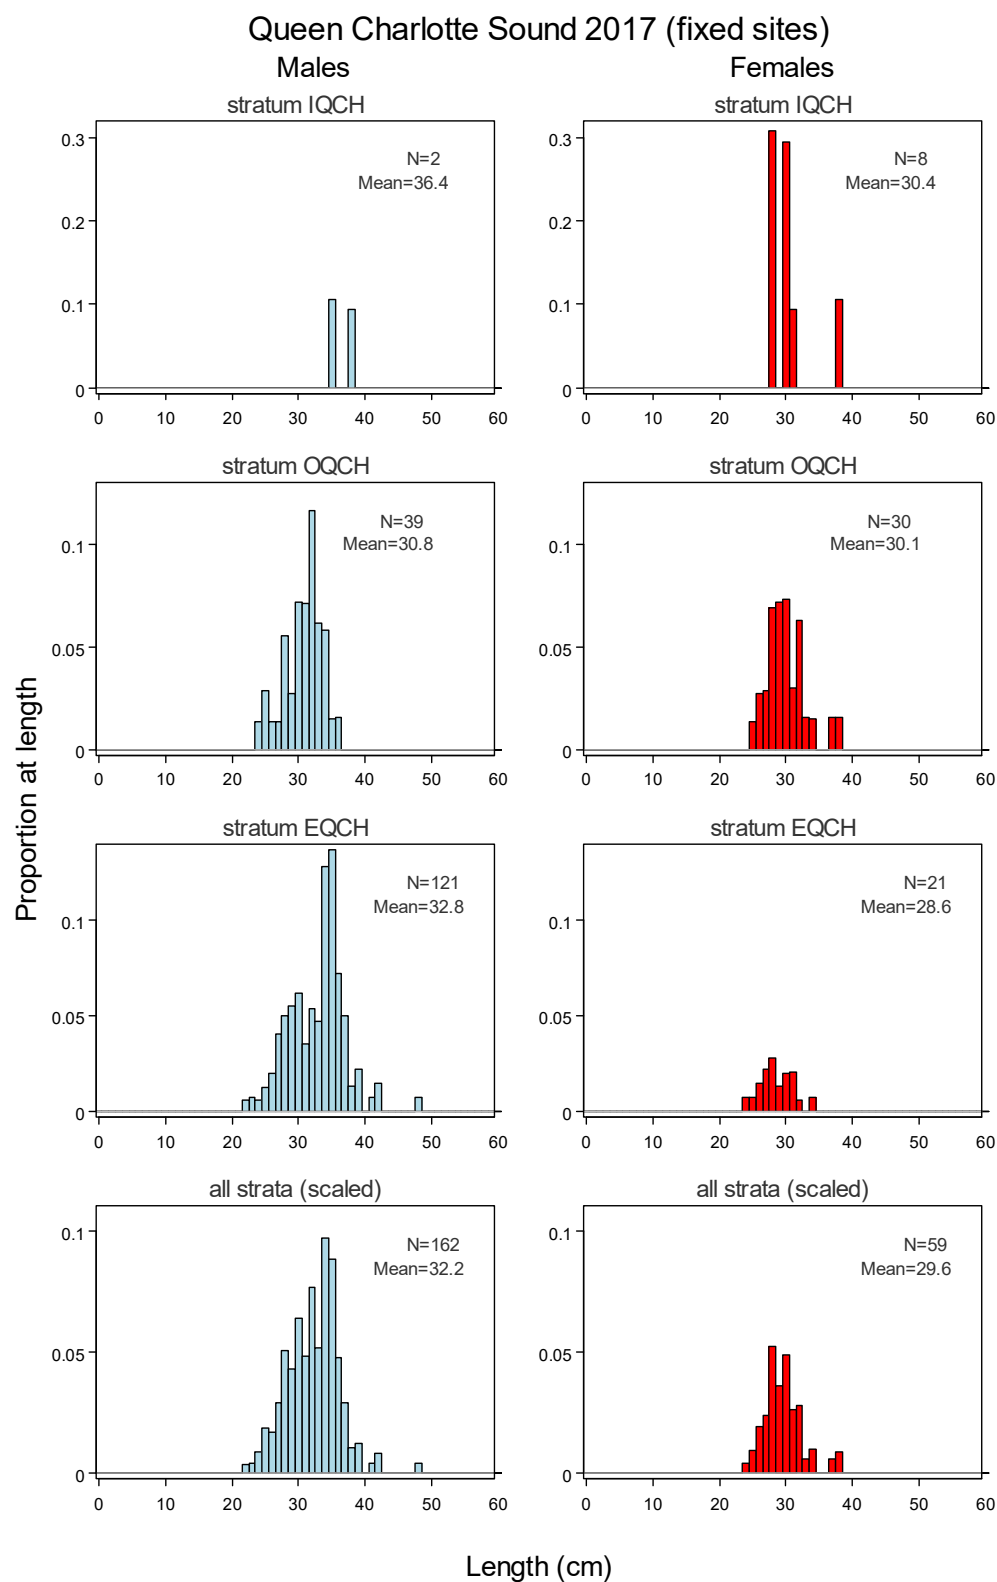 Queen Charlotte Sound 2017 (fixed sites)
Males Females
stratum IQCH stratum IQCH
0.3 0.3
N=2 N=8
Mean=36.4 Mean=30.4
0.2 0.2
0.1 0.1
0 0
0 10 20 30 40 50 60 0 10 20 30 40 50 60
stratum OQCH stratum OQCH
N=39 N=30
Mean=30.8 Mean=30.1
0.1 0.1
0.05 0.05
0 0
0 10 20 30 40 50 60 0 10 20 30 40 50 60
Proportion at length
stratum EQCH stratum EQCH
N=121 N=21
Mean=32.8 Mean=28.6
0.1 0.1
0.05 0.05
0 0
0 10 20 30 40 50 60 0 10 20 30 40 50 60
all strata (scaled) all strata (scaled)
0.1 0.1
N=162 N=59
Mean=32.2 Mean=29.6
0.05 0.05
0 0
0 10 20 30 40 50 60 0 10 20 30 40 50 60
Length (cm)